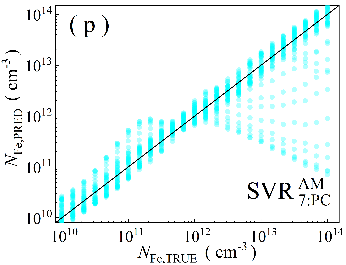 (p)
10^14
10^13
10^12
10^11
10^10
N_Fe,PRED ( cm^-3 )
SVR^AM_7:PC
10^10 10^11 10^12 10^13 10^14
N_Fe,TRUE ( cm^-3 )